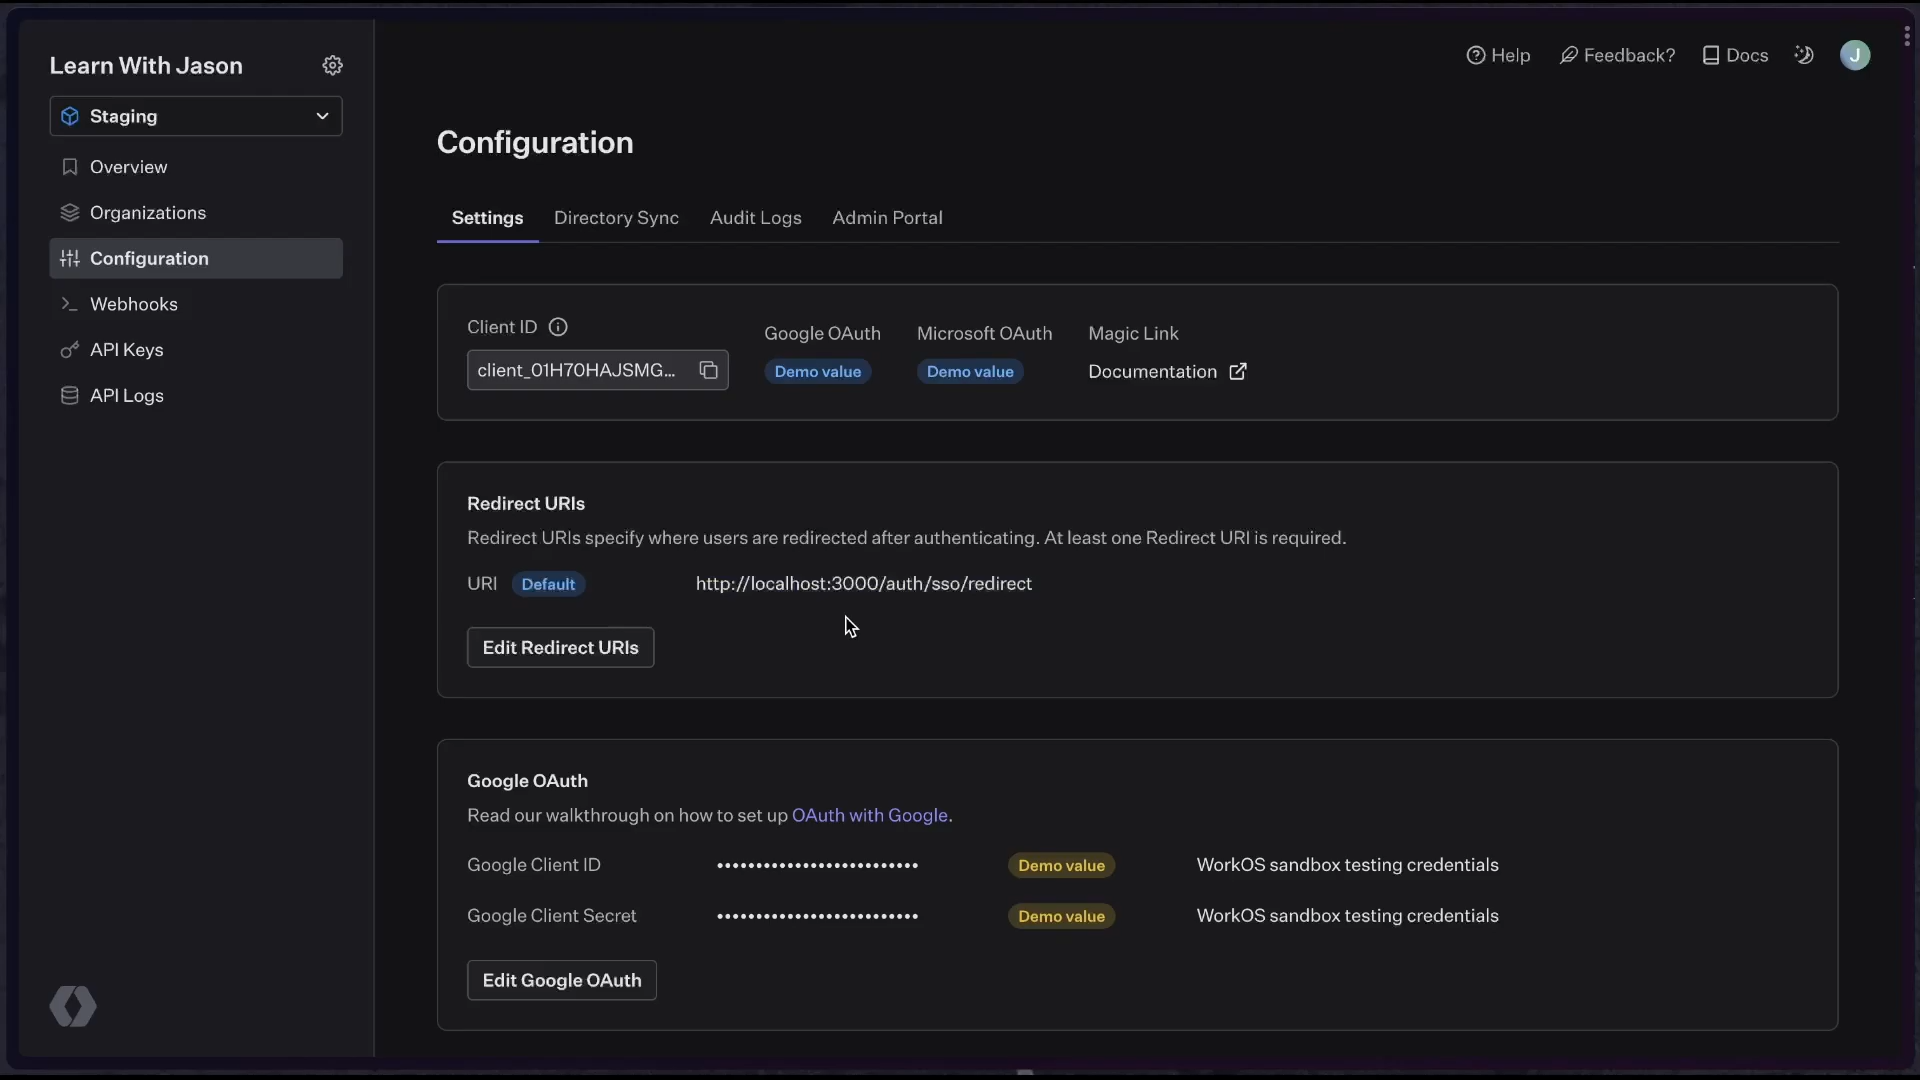 Learn With Jason
Staging
Overview
Organizations
Configuration
Webhooks
API Keys
API Logs
Help
Feedback?
Docs
J
Configuration
Settings
Directory Sync
Audit Logs
Admin Portal
Client ID
client_01H70HAJSMG...
Google OAuth
Demo value
Microsoft OAuth
Demo value
Magic Link
Documentation
Redirect URIs
Redirect URIs specify where users are redirected after authenticating. At least one Redirect URI is required.
URI Default http://localhost:3000/auth/sso/redirect
Edit Redirect URIs
Google OAuth
Read our walkthrough on how to set up OAuth with Google.
Google Client ID •••••••••••••••••••••••••• Demo value WorkOS sandbox testing credentials
Google Client Secret •••••••••••••••••••••••••• Demo value WorkOS sandbox testing credentials
Edit Google OAuth